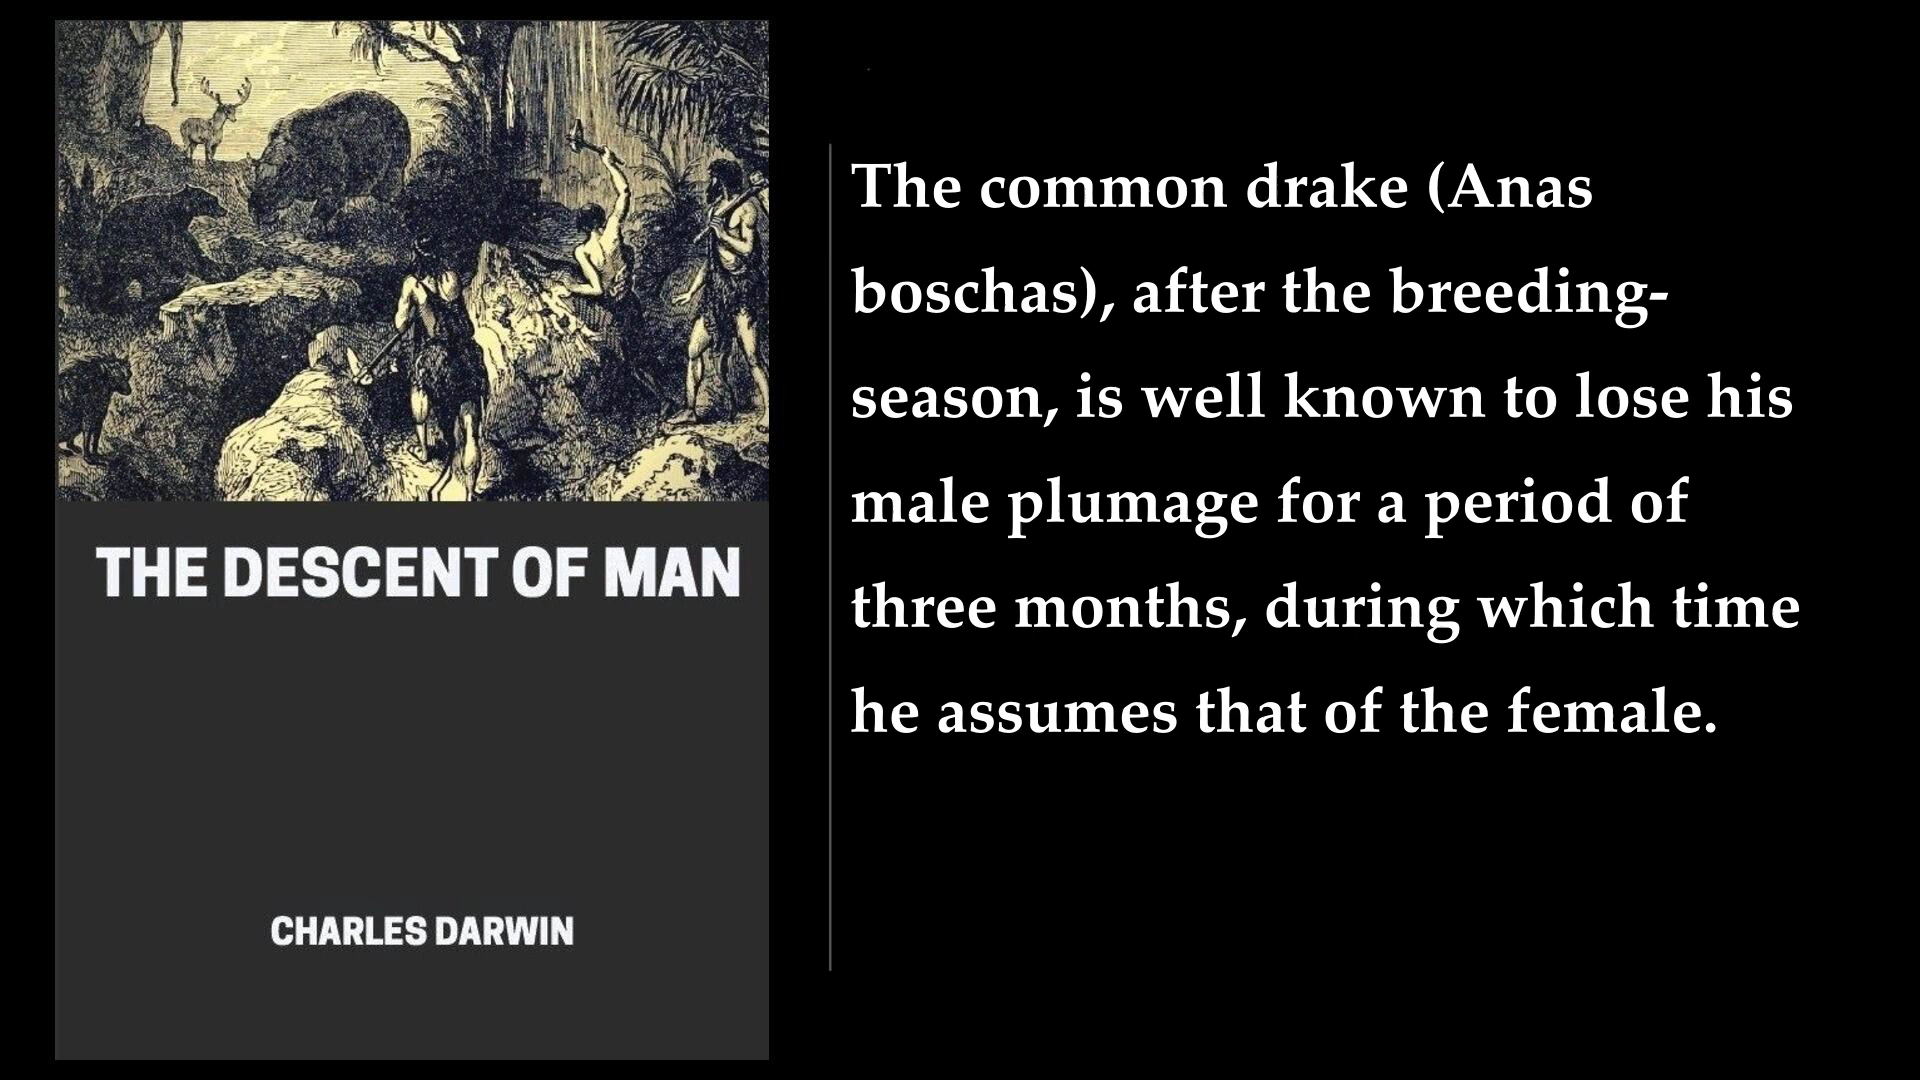 THE DESCENT OF MAN
CHARLES DARWIN
The common drake (Anas
boschas), after the breeding-
season, is well known to lose his
male plumage for a period of
three months, during which time
he assumes that of the female.